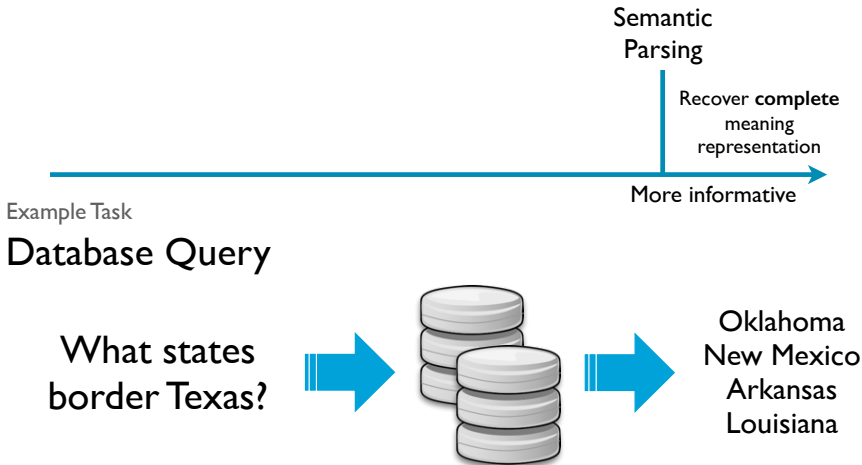 Semantic
Parsing
Recover complete
meaning
representation
More informative
Example Task
Database Query
What states
border Texas?
Oklahoma
New Mexico
Arkansas
Louisiana